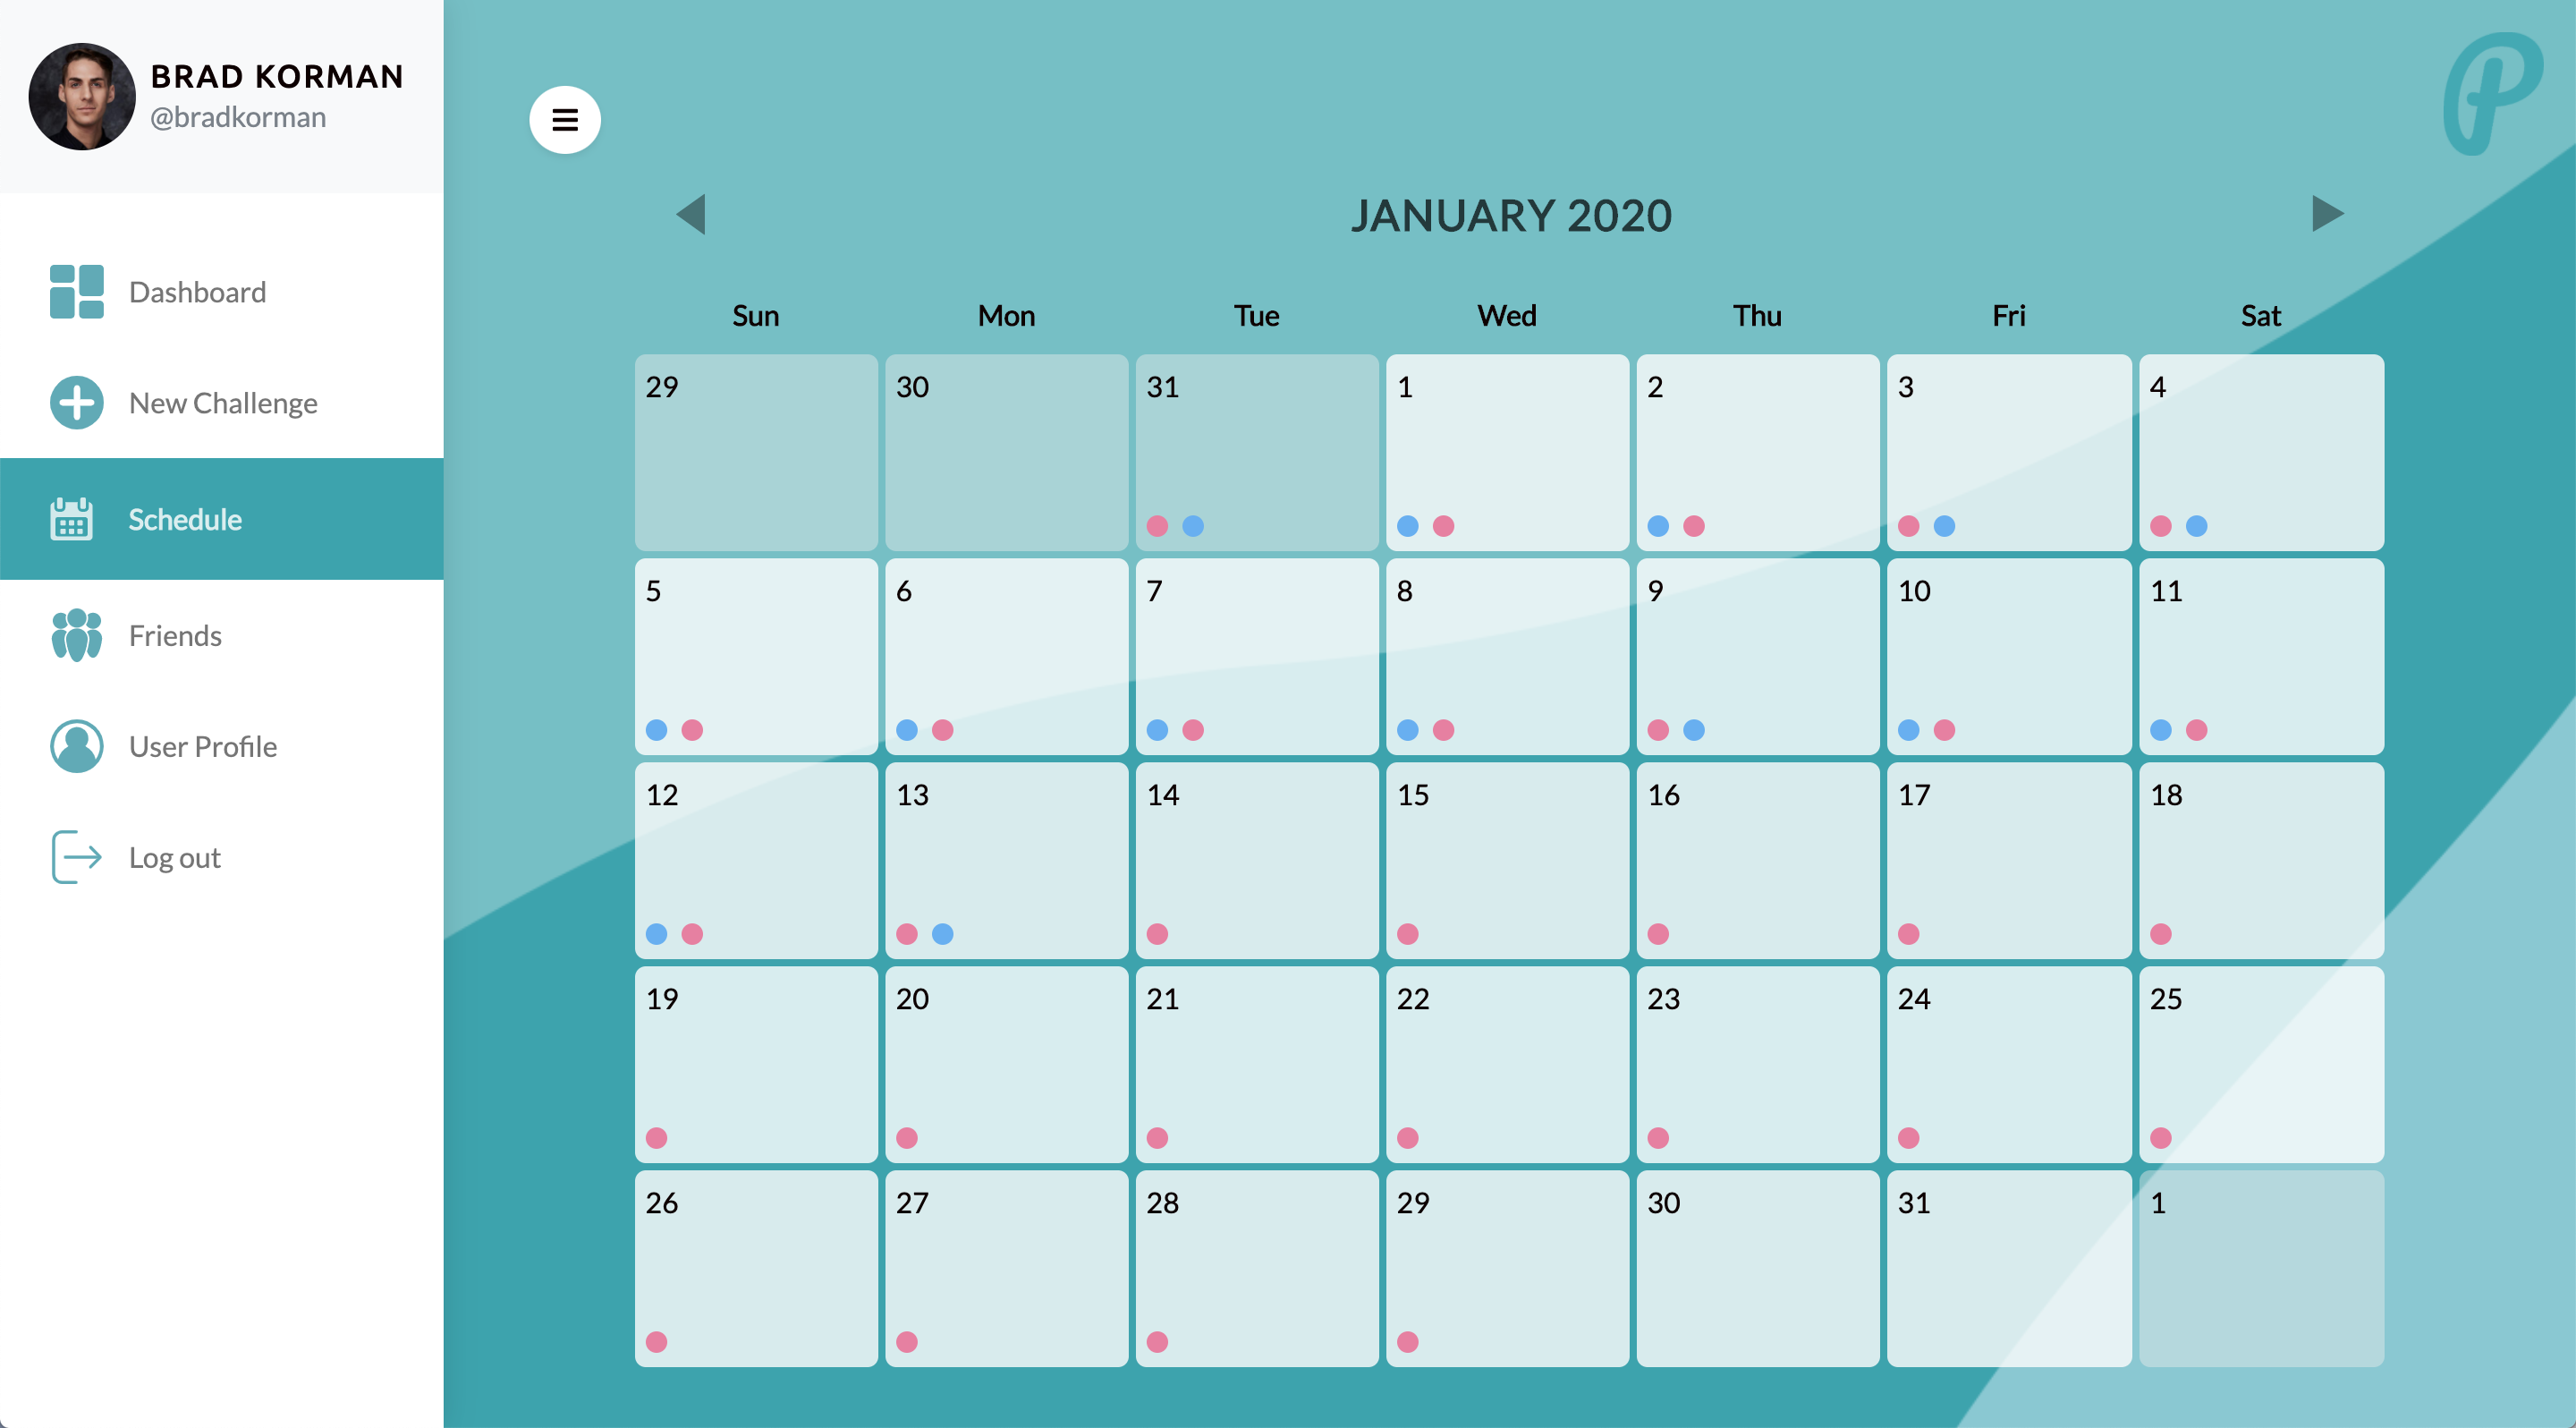 BRAD KORMAN
@bradkorman
Dashboard
New Challenge
Schedule
Friends
User Profile
Log out
P
JANUARY 2020
Sun Mon Tue Wed Thu Fri Sat
29 30 31 1 2 3 4
5 6 7 8 9 10 11
12 13 14 15 16 17 18
19 20 21 22 23 24 25
26 27 28 29 30 31 1